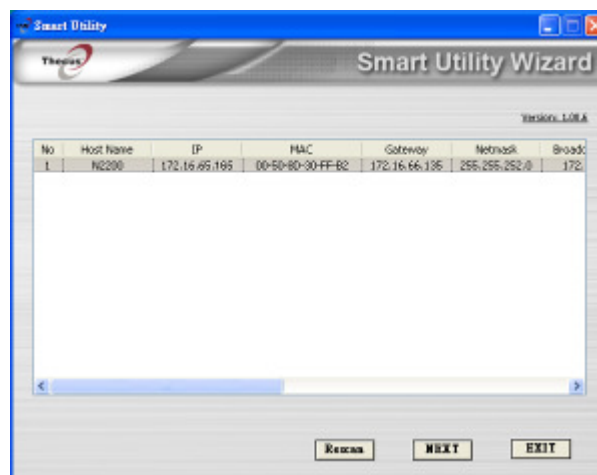 Smart Utility
Thecus
Smart Utility Wizard
Version: 1.08.A
No Host Name IP MAC Gateway Netmask Broadc
1 N2200 172.16.65.165 00-50-8D-30-FF-B2 172.16.66.135 255.255.252.0 172.
Rescan NEXT EXIT